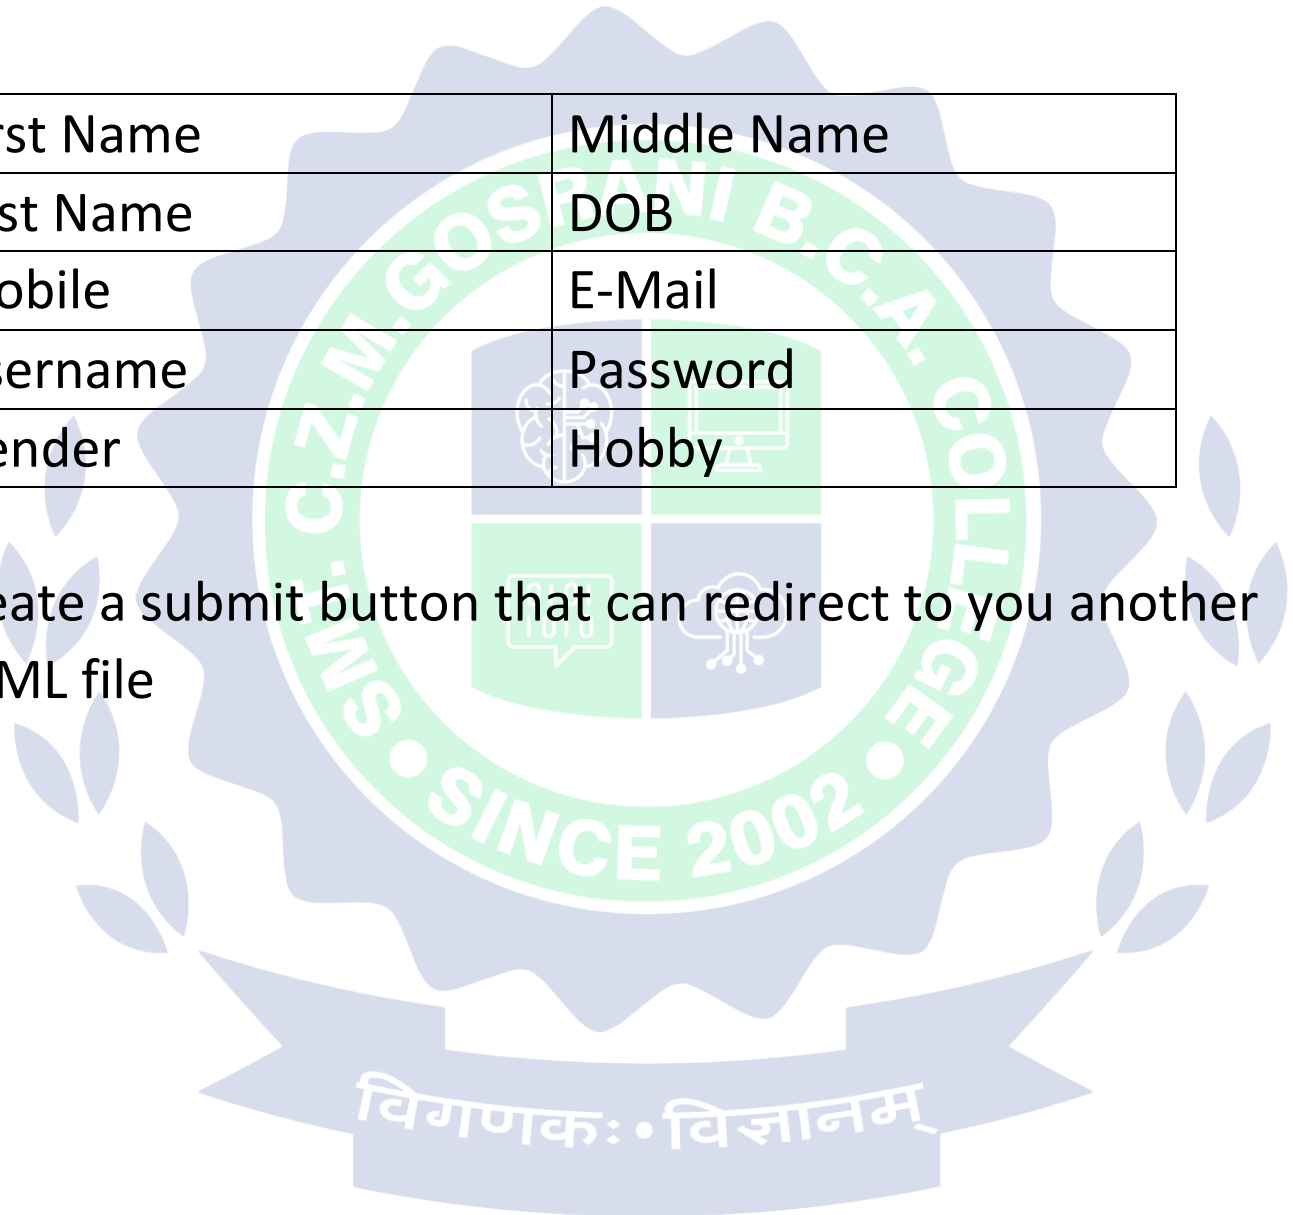 rst Name Middle Name
st Name DOB
obile E-Mail
sername Password
ender Hobby
eate a submit button that can redirect to you another
ML file
SME. C.Z.M.GOSRANI B.C.A. COLLEGE
SINCE 2002
विगणकः•विज्ञानम्